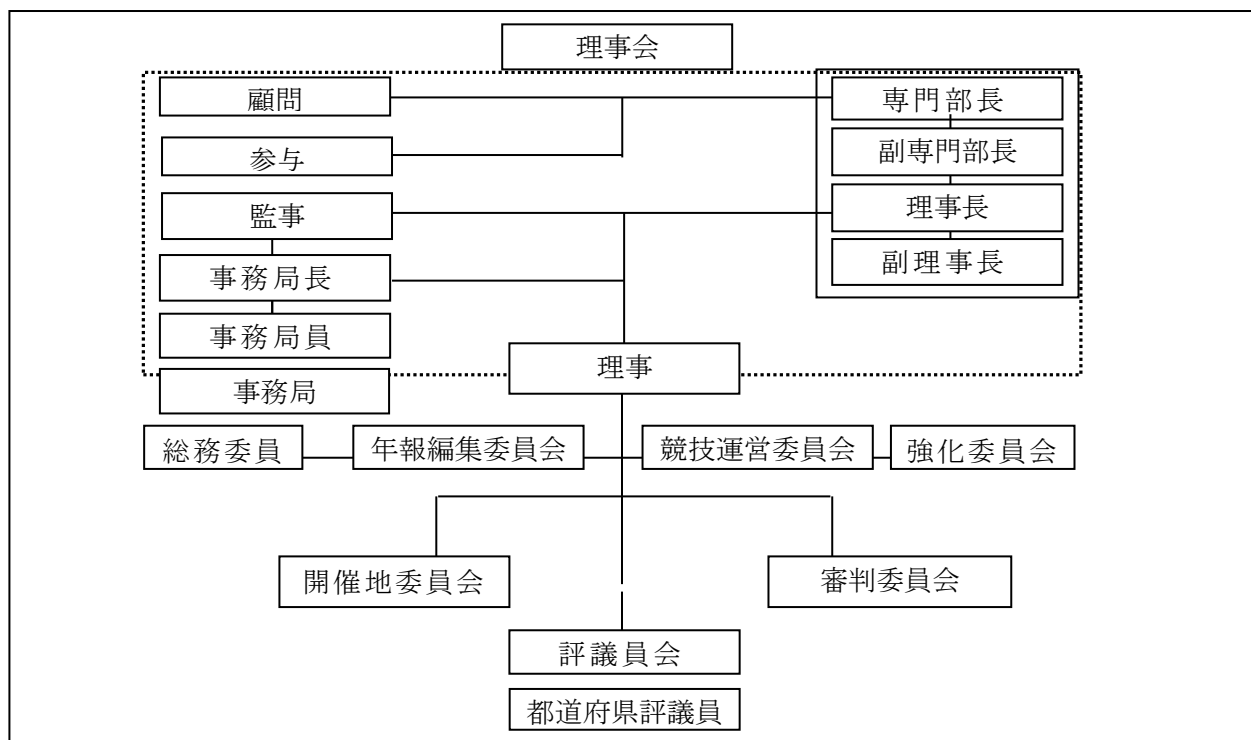 理事会
顧問
専門部長
参与
副専門部長
監事
理事長
事務局長
副理事長
事務局員
理事
事務局
総務委員
年報編集委員会
競技運営委員会
強化委員会
開催地委員会
審判委員会
評議員会
都道府県評議員